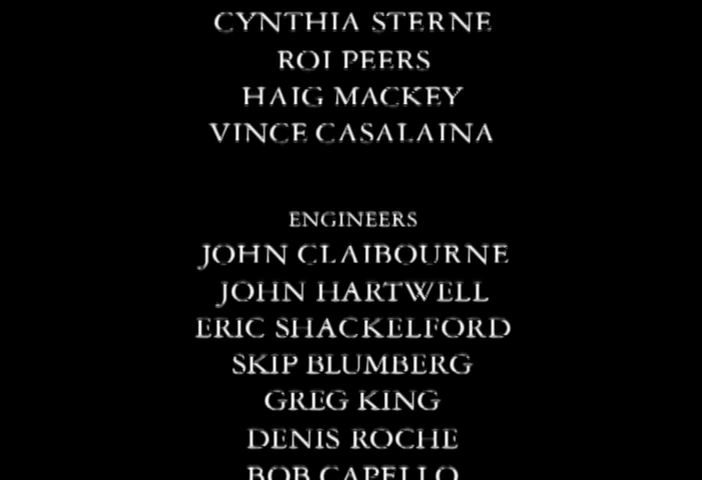 CYNTHIA STERNE
ROI PEERS
HAIG MACKEY
VINCE CASALAINA
ENGINEERS
JOHN CLAIBOURNE
JOHN HARTWELL
ERIC SHACKELFORD
SKIP BLUMBERG
GREG KING
DENIS ROCHE
BOB CAPELLO